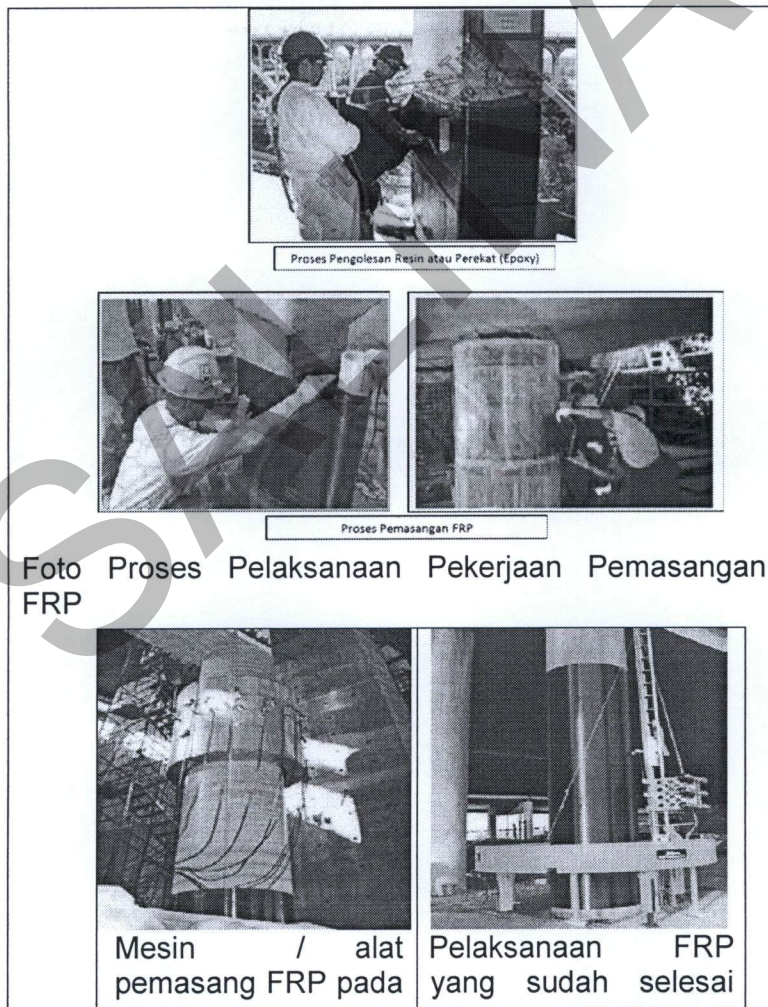 Proses Pengolesan Resin atau Perekat (Epoxy)
Proses Pemasangan FRP
Foto Proses Pelaksanaan Pekerjaan Pemasangan
FRP
Mesin / alat
pemasang FRP pada
Pelaksanaan FRP
yang sudah selesai
SALINA